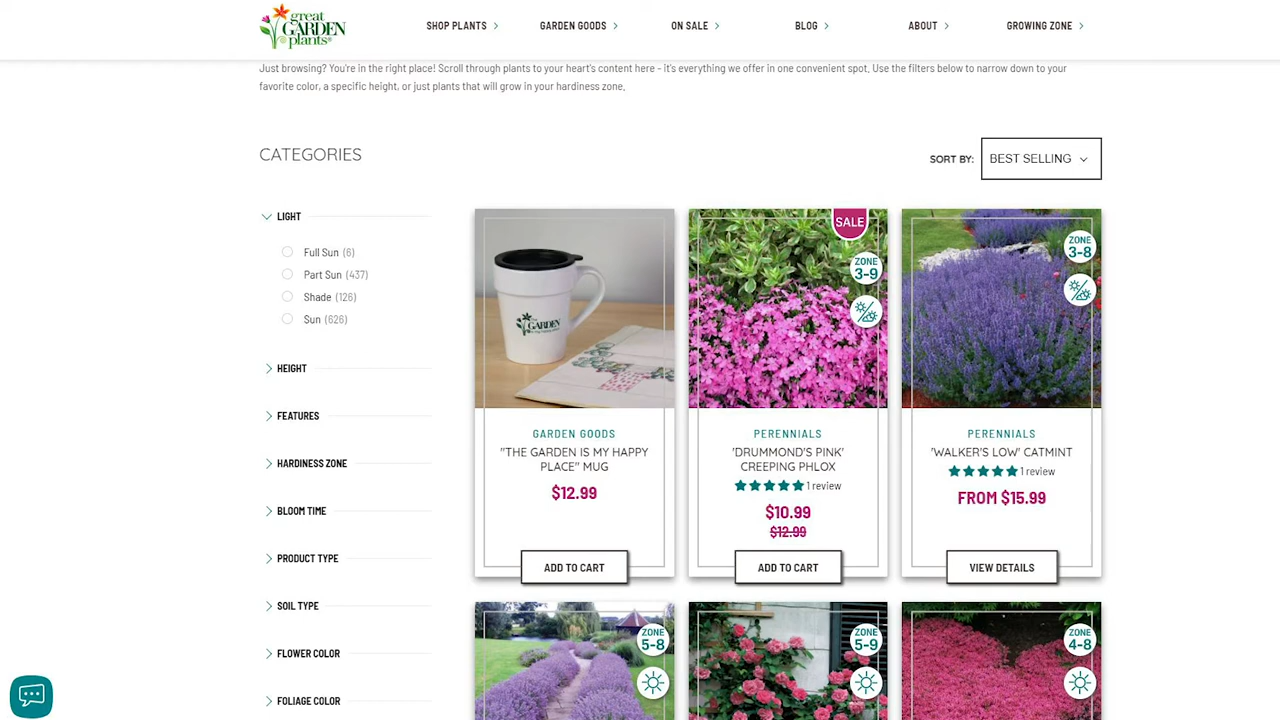 great
GARDEN
plants
SHOP PLANTS
GARDEN GOODS
ON SALE
BLOG
ABOUT
GROWING ZONE
Just browsing? You're in the right place! Scroll through plants to your heart's content here - it's everything we offer in one convenient spot. Use the filters below to narrow down to your
favorite color, a specific height, or just plants that will grow in your hardiness zone.
CATEGORIES
SORT BY:
BEST SELLING
LIGHT
Full Sun (6)
Part Sun (437)
Shade (126)
Sun (626)
HEIGHT
FEATURES
HARDINESS ZONE
BLOOM TIME
PRODUCT TYPE
SOIL TYPE
FLOWER COLOR
FOLIAGE COLOR
GARDEN
GARDEN GOODS
"THE GARDEN IS MY HAPPY
PLACE" MUG
$12.99
ADD TO CART
SALE
ZONE
3-9
PERENNIALS
'DRUMMOND'S PINK'
CREEPING PHLOX
1 review
$10.99
$12.99
ADD TO CART
ZONE
3-8
PERENNIALS
'WALKER'S LOW' CATMINT
1 review
FROM $15.99
VIEW DETAILS
ZONE
5-8
ZONE
5-9
ZONE
4-8